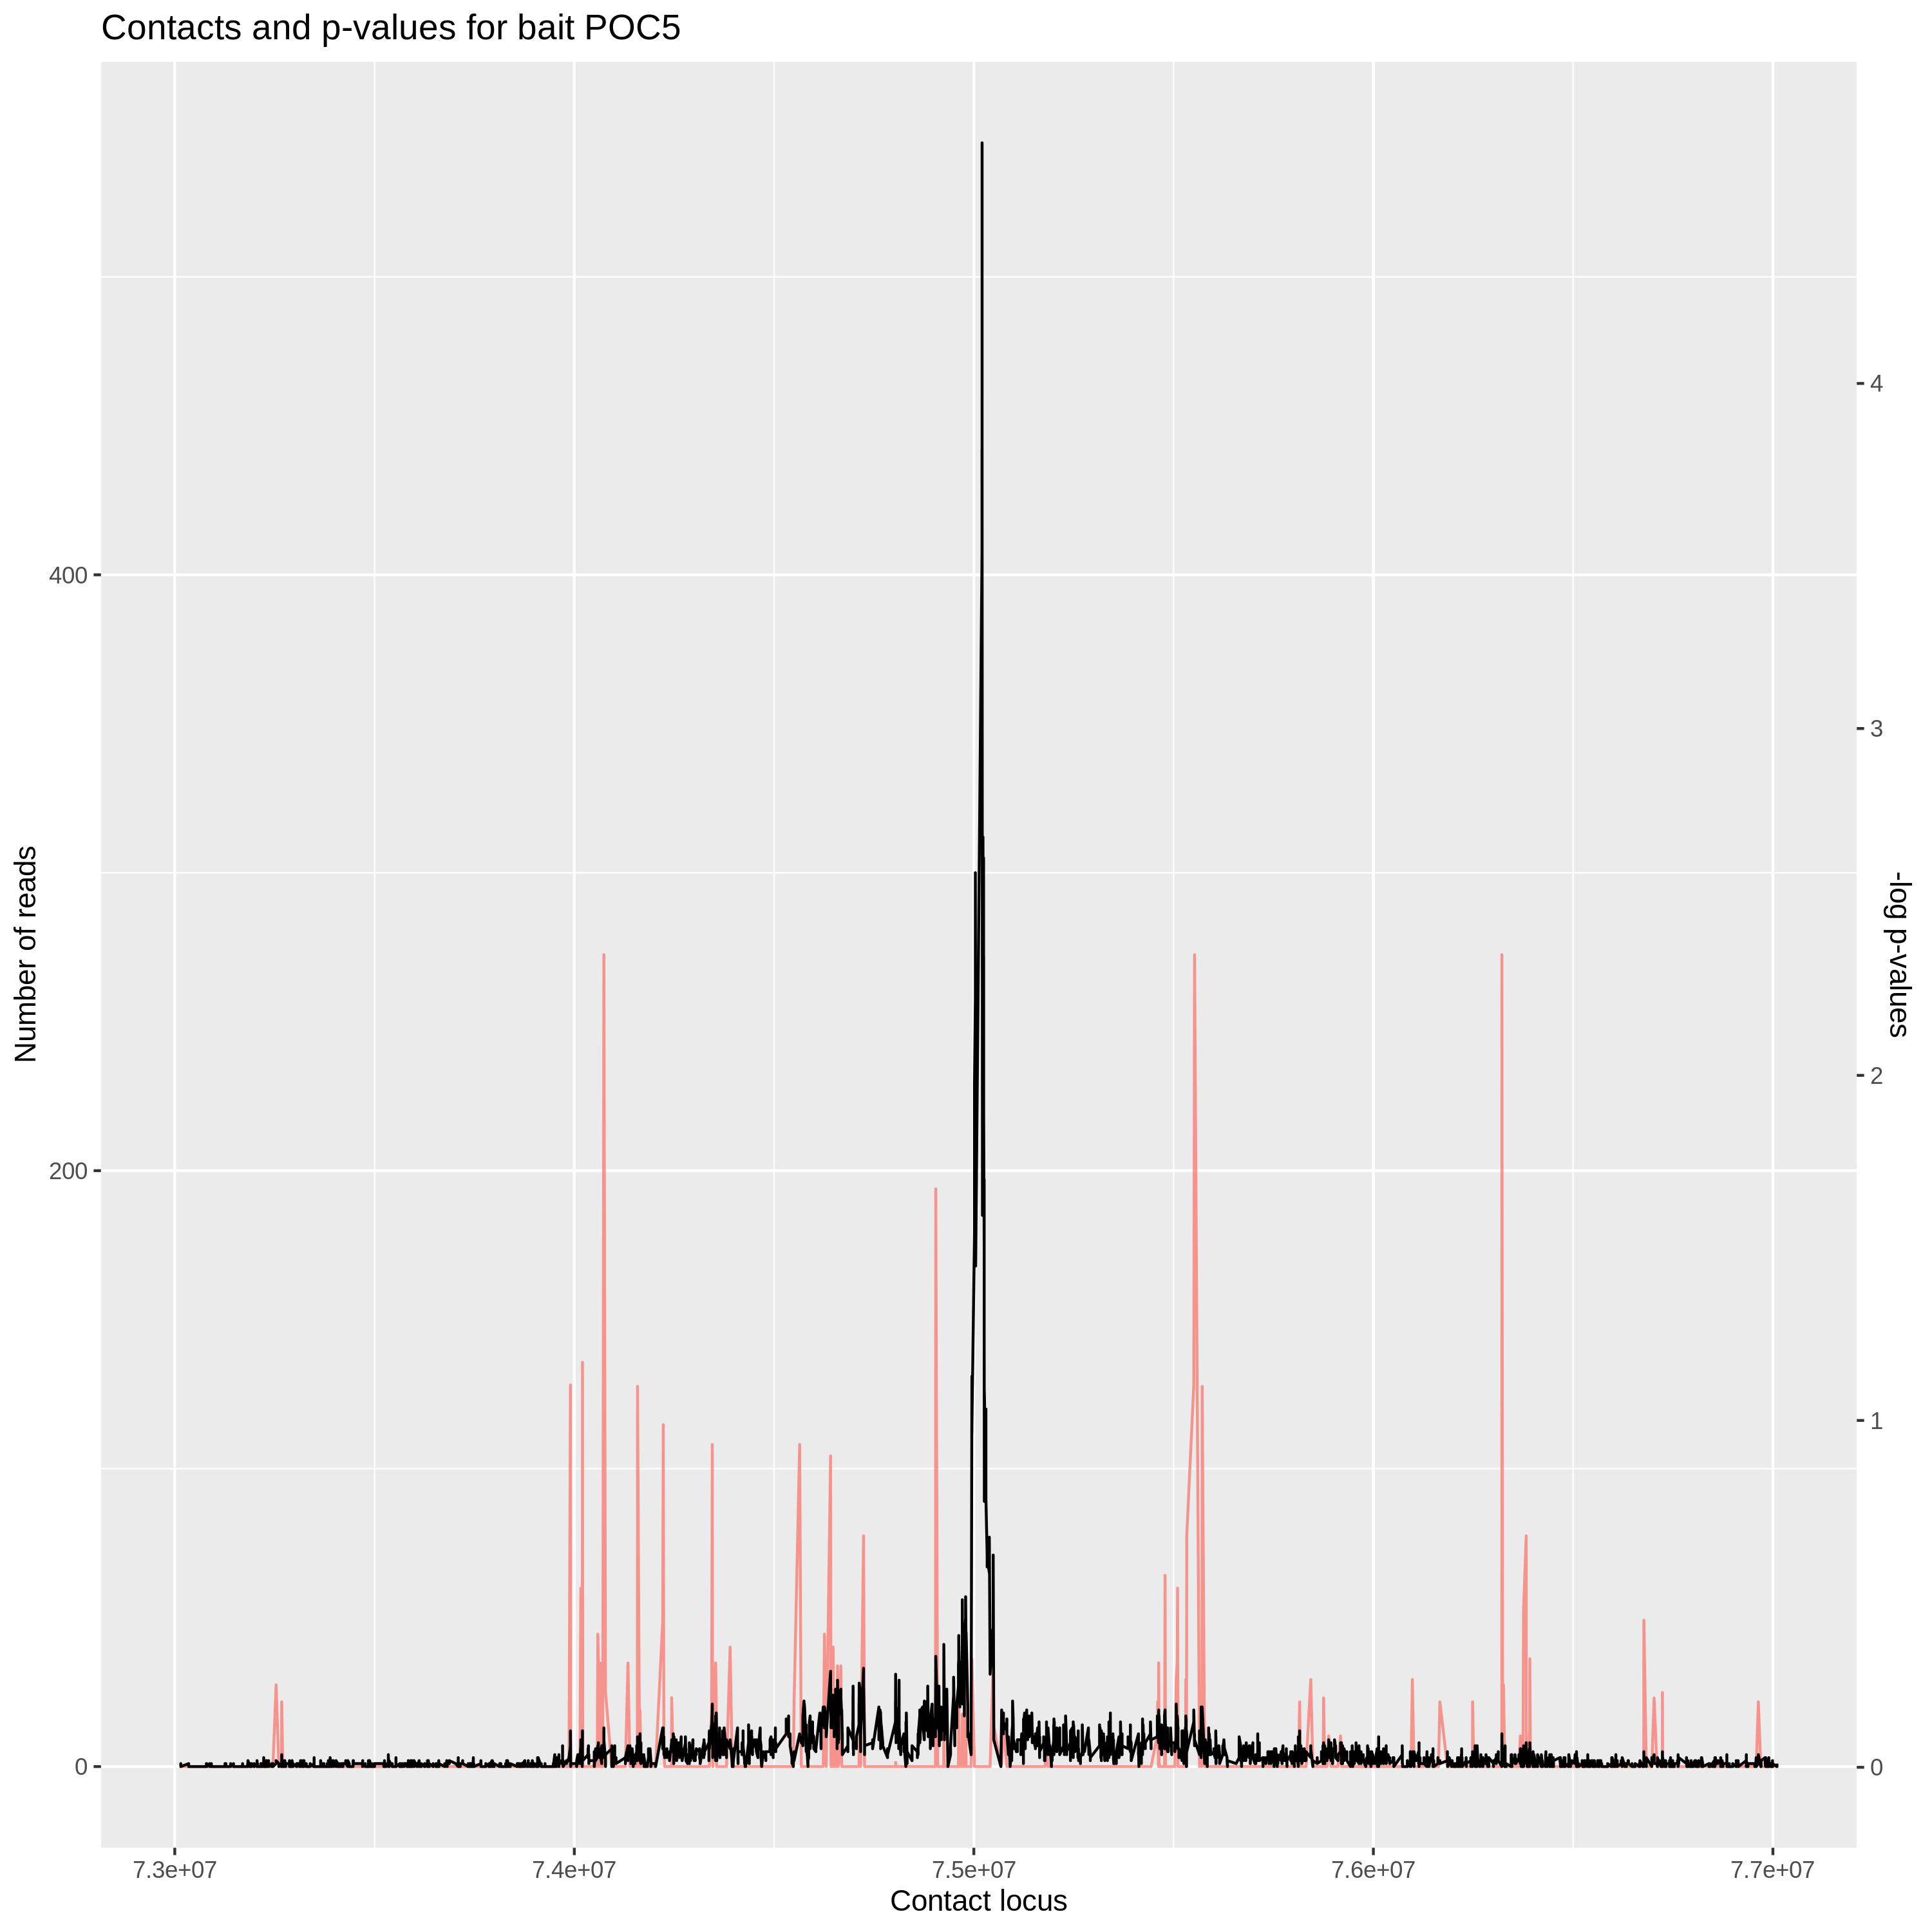 Contacts and p-values for bait POC5
Number of reads
400
200
0
4
3
2
1
0
-log p-values
7.3e+07 7.4e+07 7.5e+07 7.6e+07 7.7e+07
Contact locus